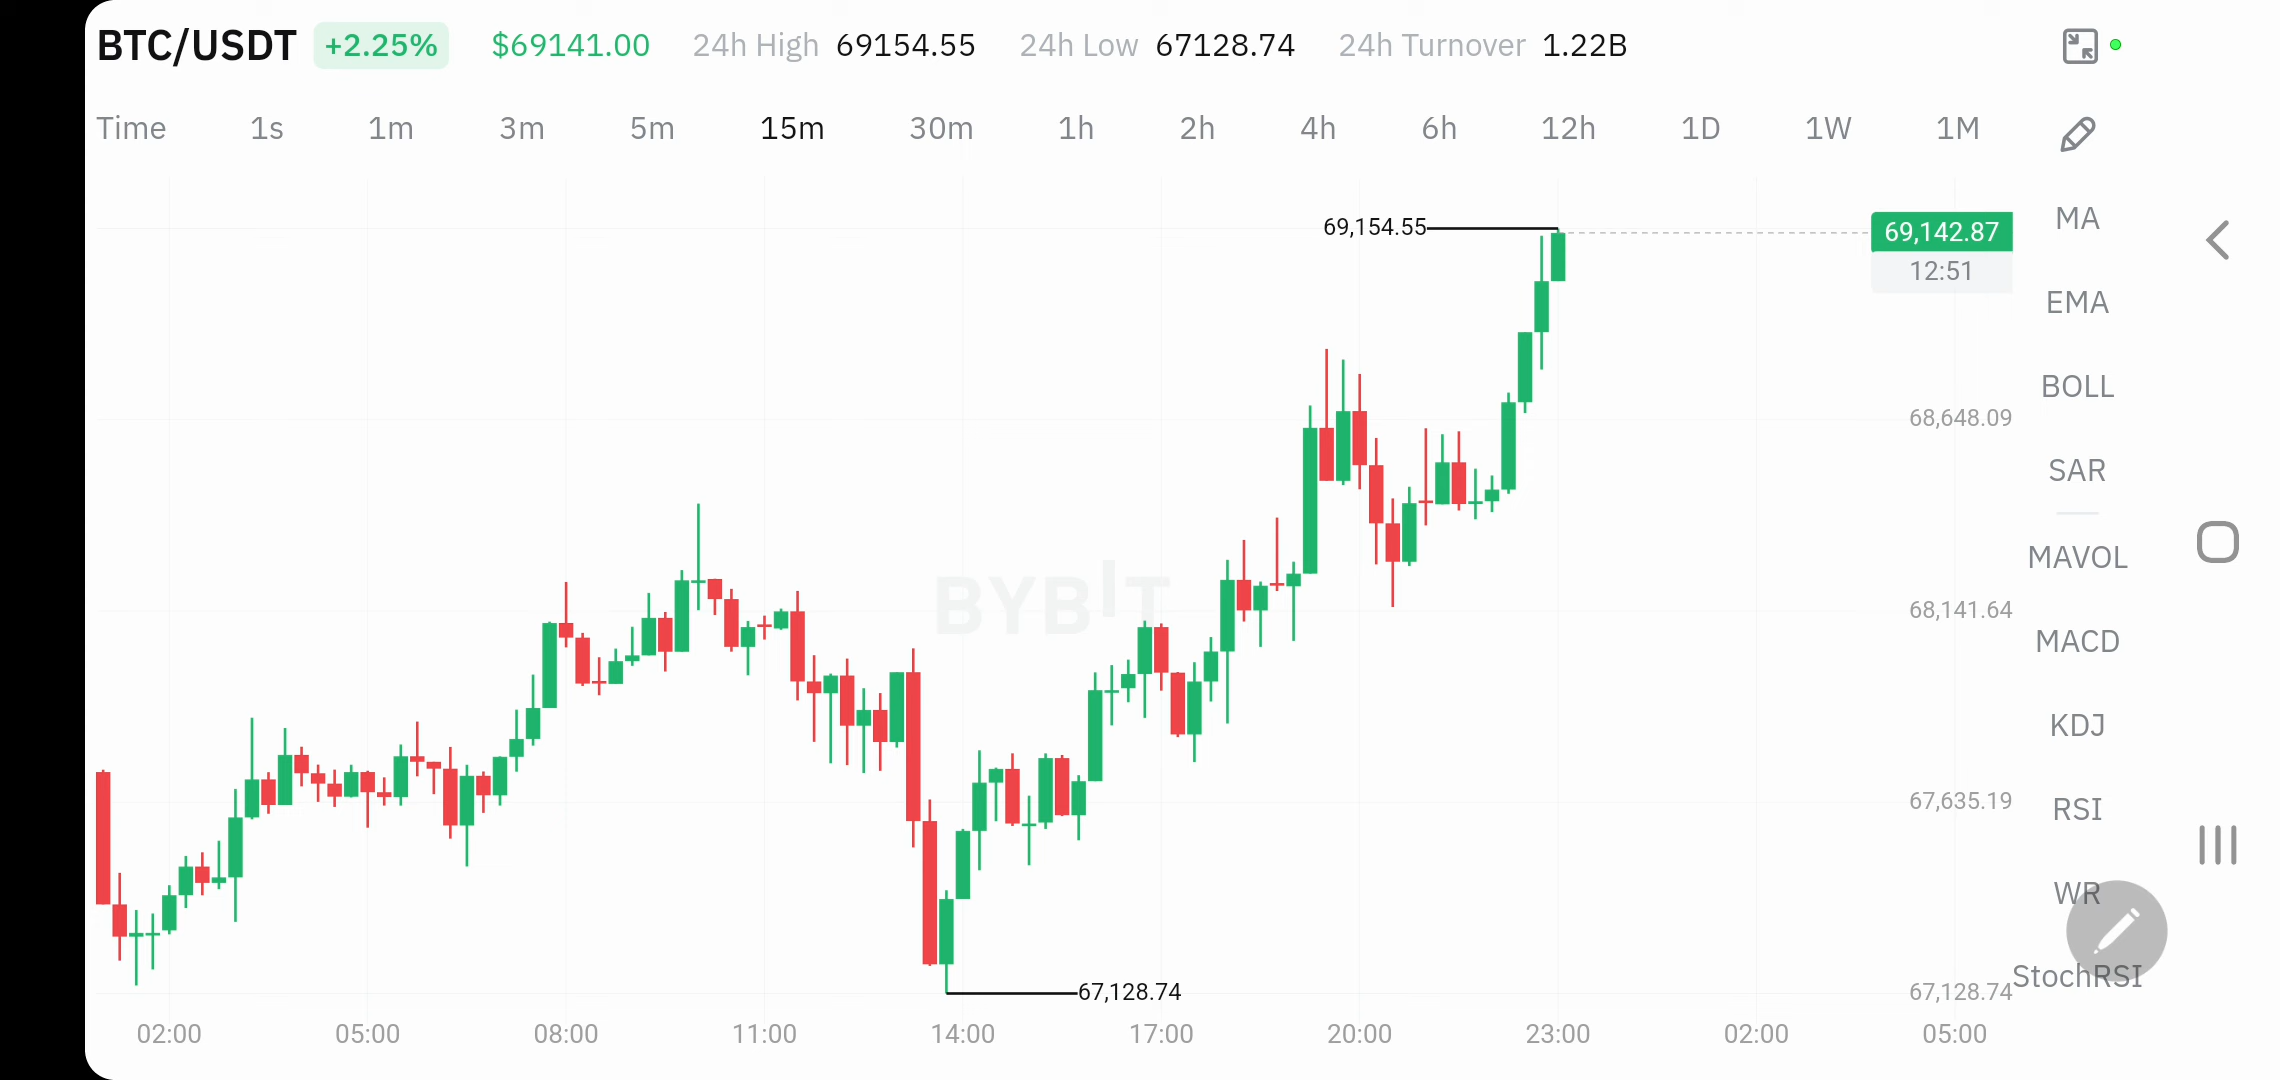 BTC/USDT +2.25% $69141.00 24h High 69154.55 24h Low 67128.74 24h Turnover 1.22B
Time 1s 1m 3m 5m 15m 30m 1h 2h 4h 6h 12h 1D 1W 1M
MA
69,154.55
69,142.87
12:51
EMA
BOLL
68,648.09
SAR
MAVOL
BYBIT
68,141.64
MACD
KDJ
67,635.19
RSI
WR
StochRSI
67,128.74
67,128.74
02:00 05:00 08:00 11:00 14:00 17:00 20:00 23:00 02:00 05:00